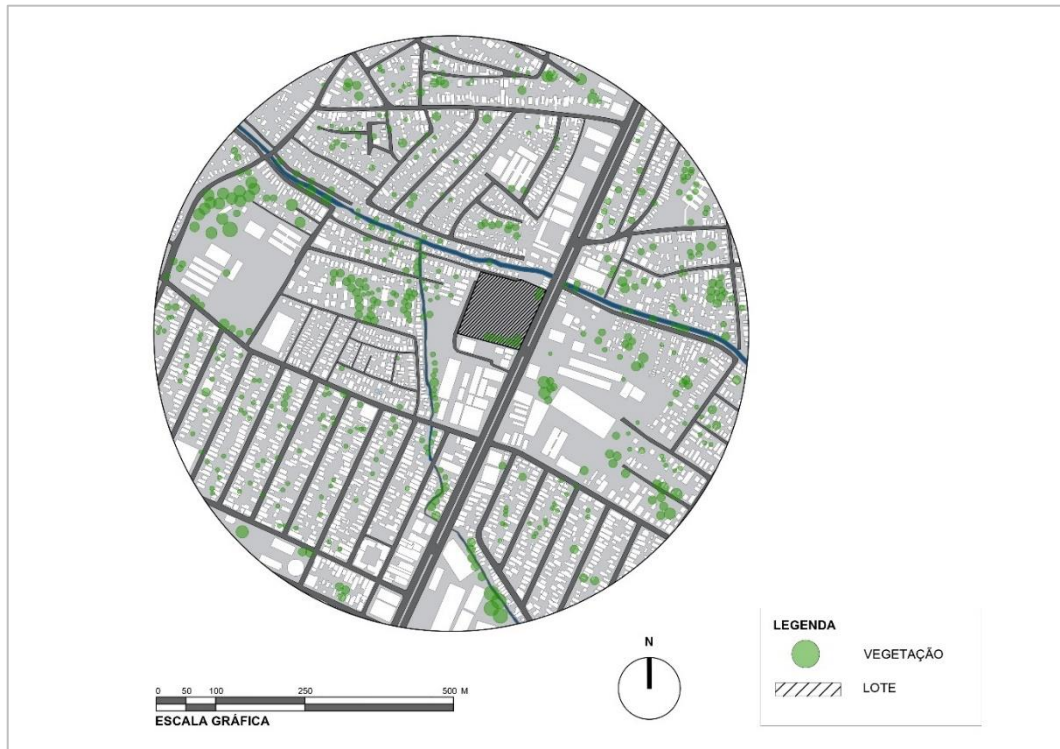 N
LEGENDA
VEGETAÇÃO
LOTE
0 50 100 250 500 M
ESCALA GRÁFICA